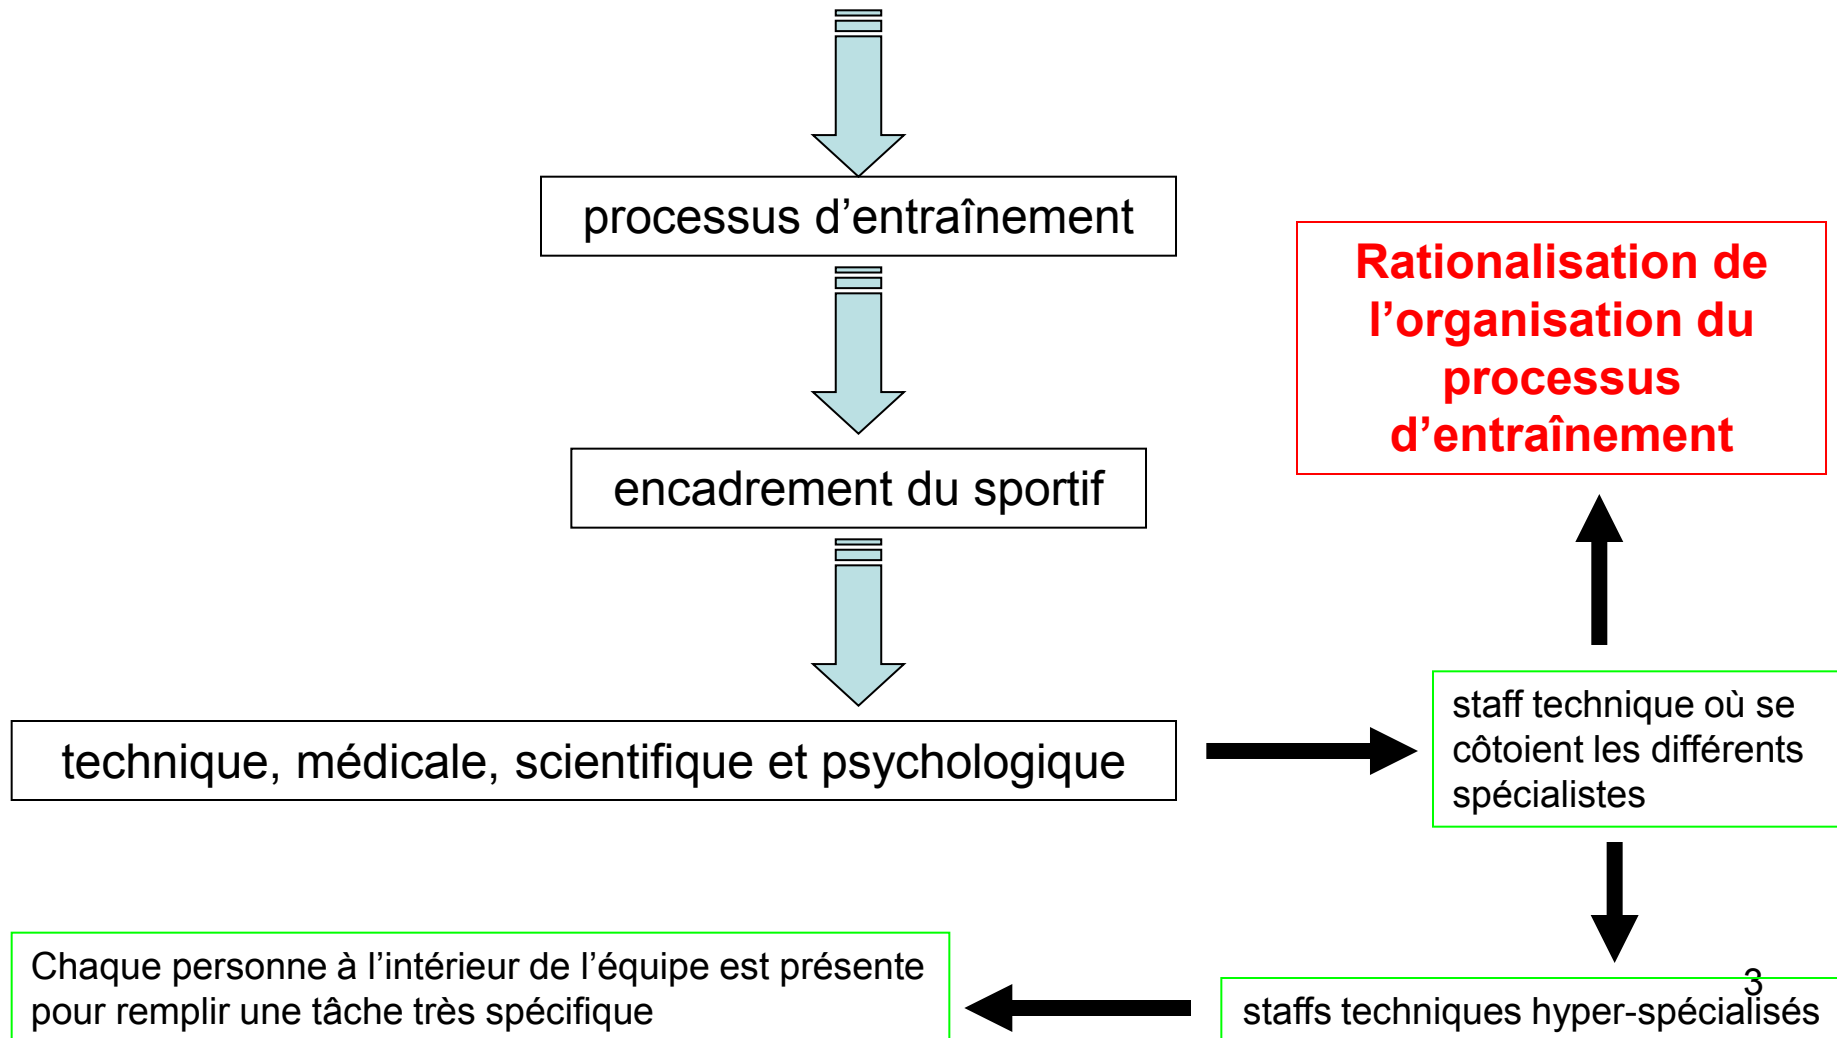 processus d’entraînement
Rationalisation de
l’organisation du
processus
d’entraînement
encadrement du sportif
technique, médicale, scientifique et psychologique
staff technique où se
côtoient les différents
spécialistes
Chaque personne à l’intérieur de l’équipe est présente
pour remplir une tâche très spécifique
staffs techniques hyper-spécialisés
3